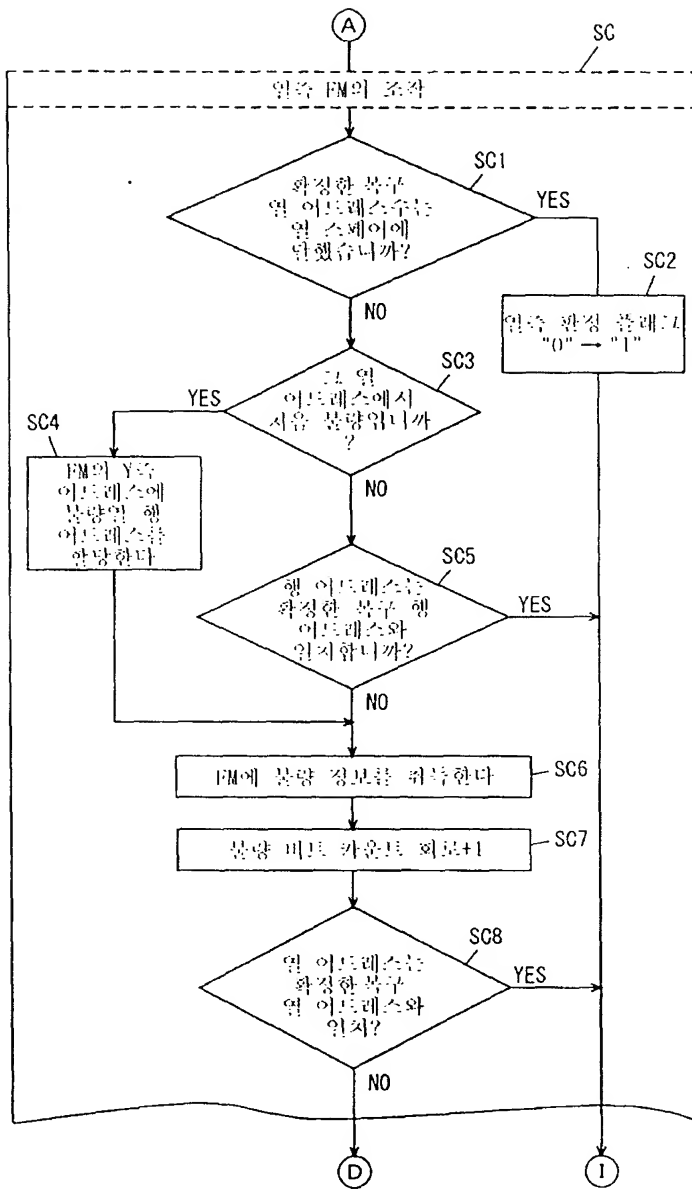 A
SC
열측 FM의 조작
SC1
확정한 복구
열 어드레스수는
열 스페어에
달했습니까?
YES
NO
SC2
열측 판정 플래그
"0" → "1"
SC3
그 열
어드레스에서
처음 불량입니까
?
YES
NO
SC4
FM의 Y측
어드레스에
불량열 행
어드레스를
할당한다
SC5
행 어드레스는
확정한 복구 행
어드레스와
일치합니까?
YES
NO
FM에 불량 정보를 취득한다
SC6
불량 비트 카운트 회로+1
SC7
SC8
열 어드레스는
확정한 복구
열 어드레스와
일치?
YES
NO
D
I